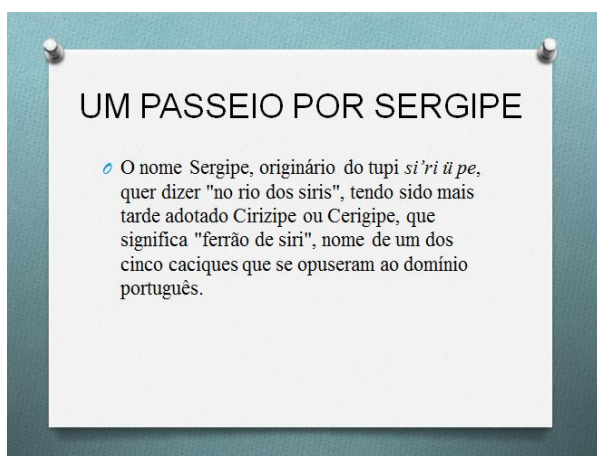 UM PASSEIO POR SERGIPE
O nome Sergipe, originário do tupi si’ri ü pe,
quer dizer "no rio dos siris", tendo sido mais
tarde adotado Cirizipe ou Cerigipe, que
significa "ferrão de siri", nome de um dos
cinco caciques que se opuseram ao domínio
português.